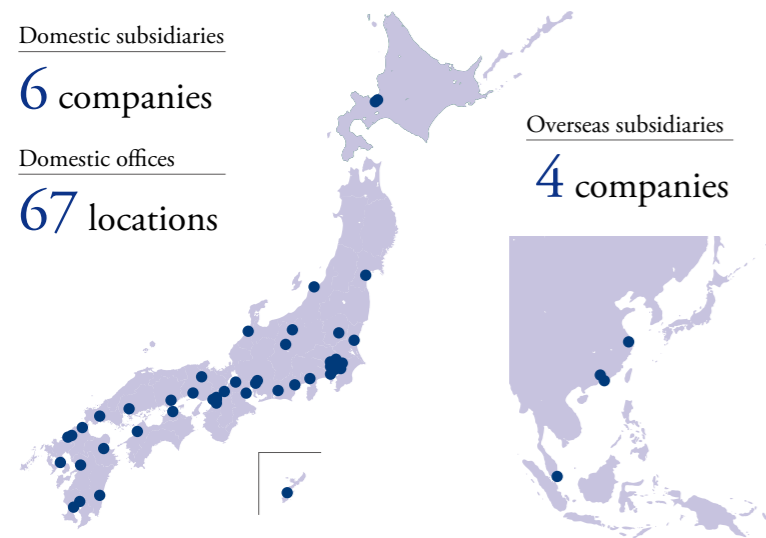 Domestic subsidiaries
6 companies
Domestic offices
67 locations
Overseas subsidiaries
4 companies